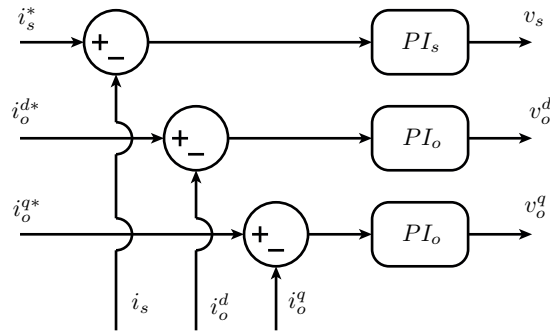 i_s^* + − PI_s v_s
i_o^{d*} + − PI_o v_o^d
i_o^{q*} + − PI_o v_o^q
i_s i_o^d i_o^q